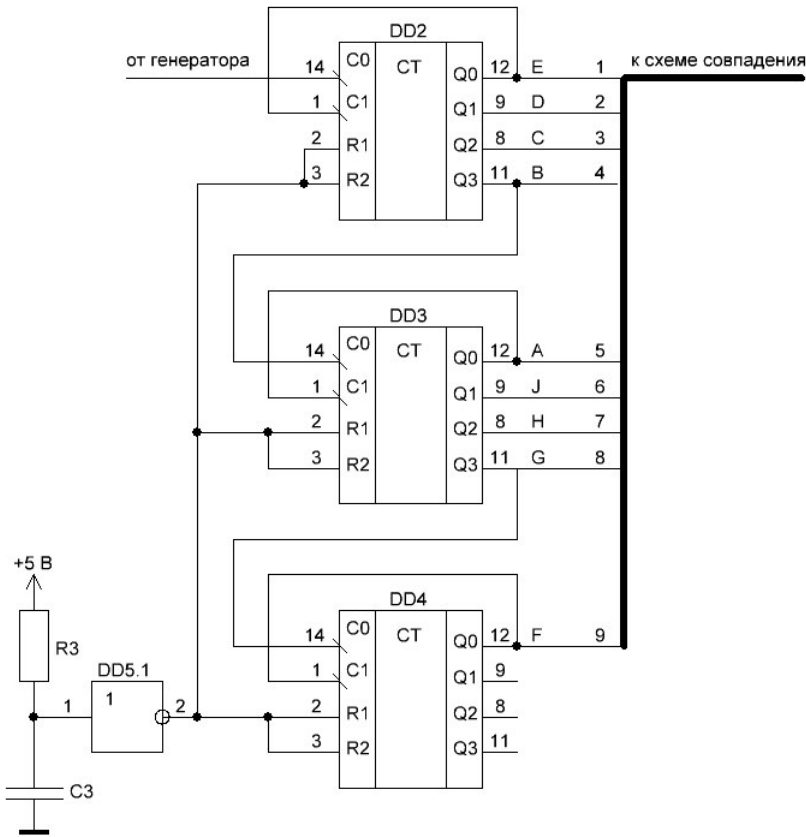 DD2
от генератора
к схеме совпадения
14 C0 CT Q0 12 E 1
1 C1 Q1 9 D 2
2 R1 Q2 8 C 3
3 R2 Q3 11 B 4
DD3
14 C0 CT Q0 12 A 5
1 C1 Q1 9 J 6
2 R1 Q2 8 H 7
3 R2 Q3 11 G 8
+5 В
R3
DD4
14 C0 CT Q0 12 F 9
1 C1 Q1 9
DD5.1
1 1 2
2 R1 Q2 8
3 R2 Q3 11
C3